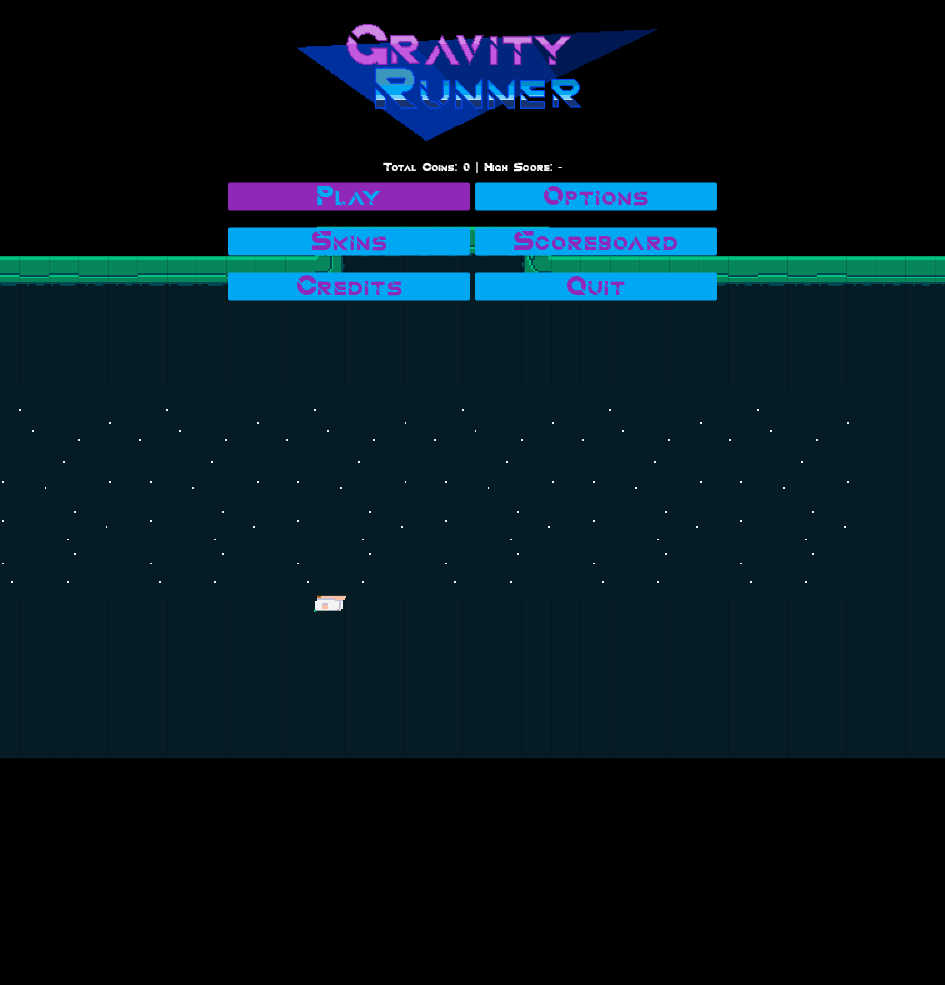 Gravity
Runner
Total Coins: 0 | High Score: -
Play
Options
Skins
Scoreboard
Credits
Quit